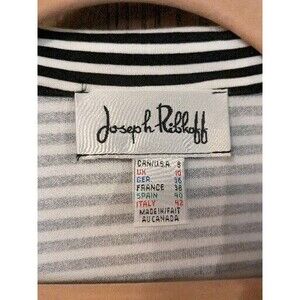 Joseph Ribkoff
CAN/U.S.A. 8
UK 10
GER. 36
FRANCE 38
SPAIN 40
ITALY 42
MADE IN/FAIT
AU CANADA